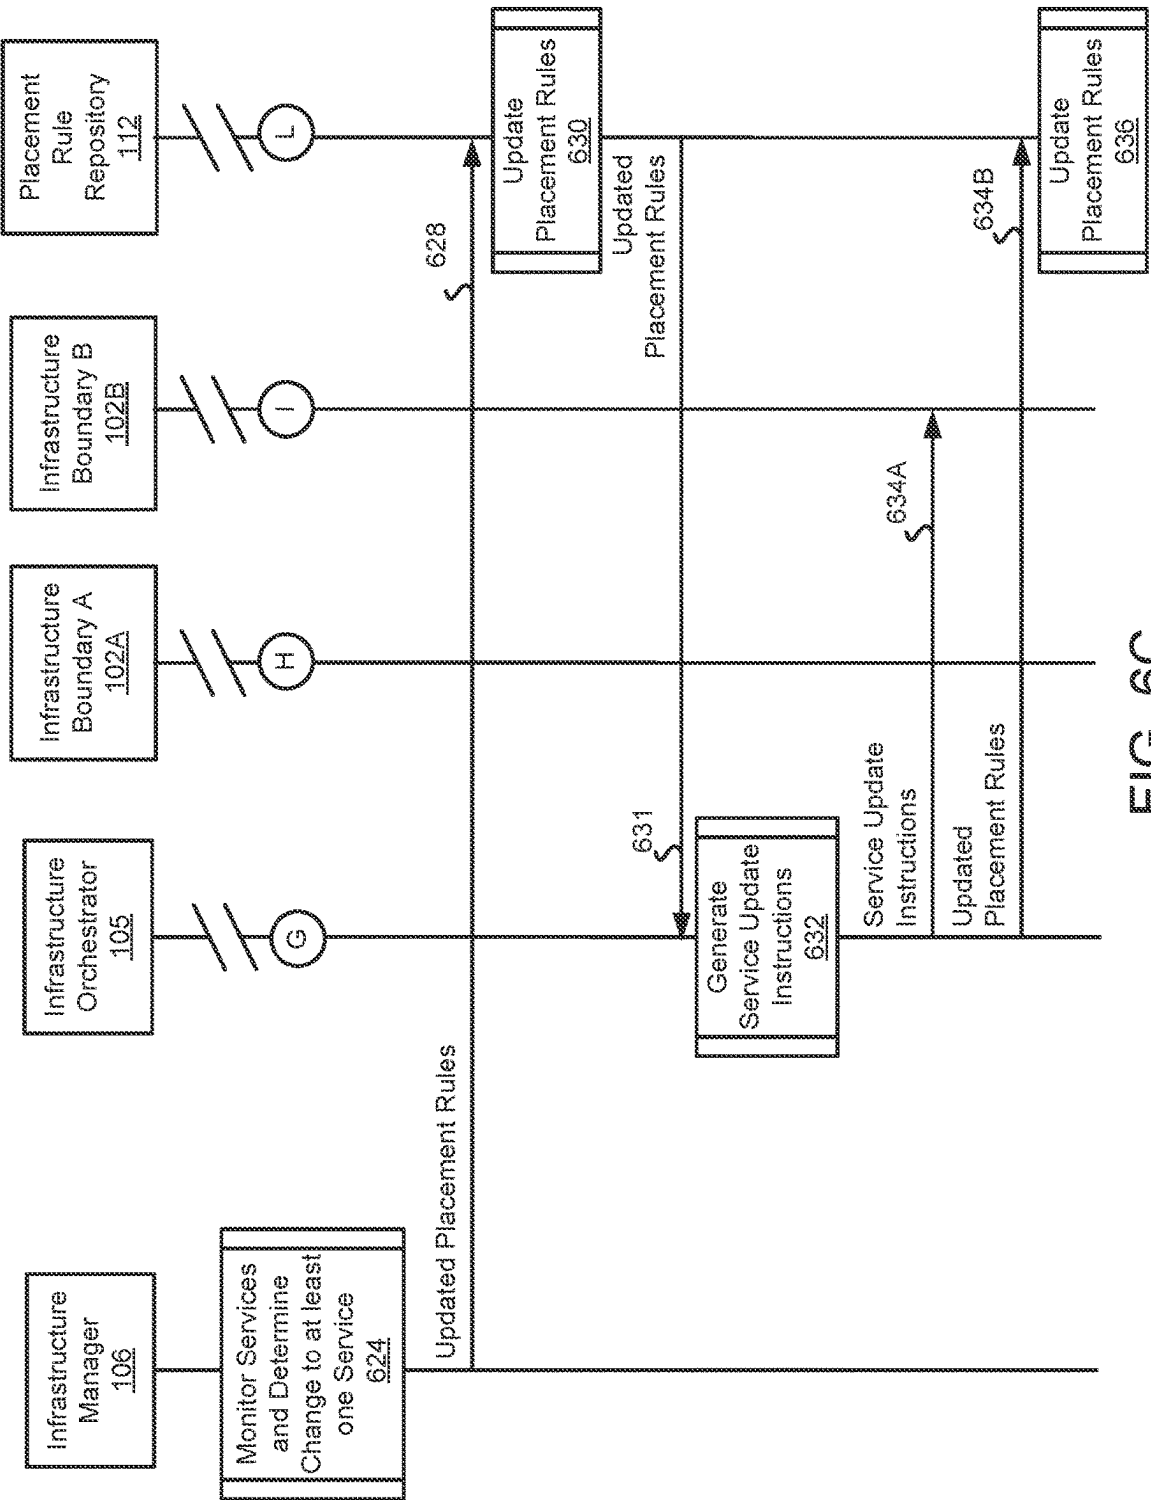 Infrastructure
Manager
106
Infrastructure
Orchestrator
105
Infrastructure
Boundary A
102A
Infrastructure
Boundary B
102B
Placement
Rule
Repository
112
G
H
I
L
Monitor Services
and Determine
Change to at least
one Service
624
Updated Placement Rules
628
Update
Placement Rules
630
Updated
Placement Rules
631
Generate
Service Update
Instructions
632
Service Update
Instructions
634A
Updated
Placement Rules
634B
Update
Placement Rules
636
FIG. 6C